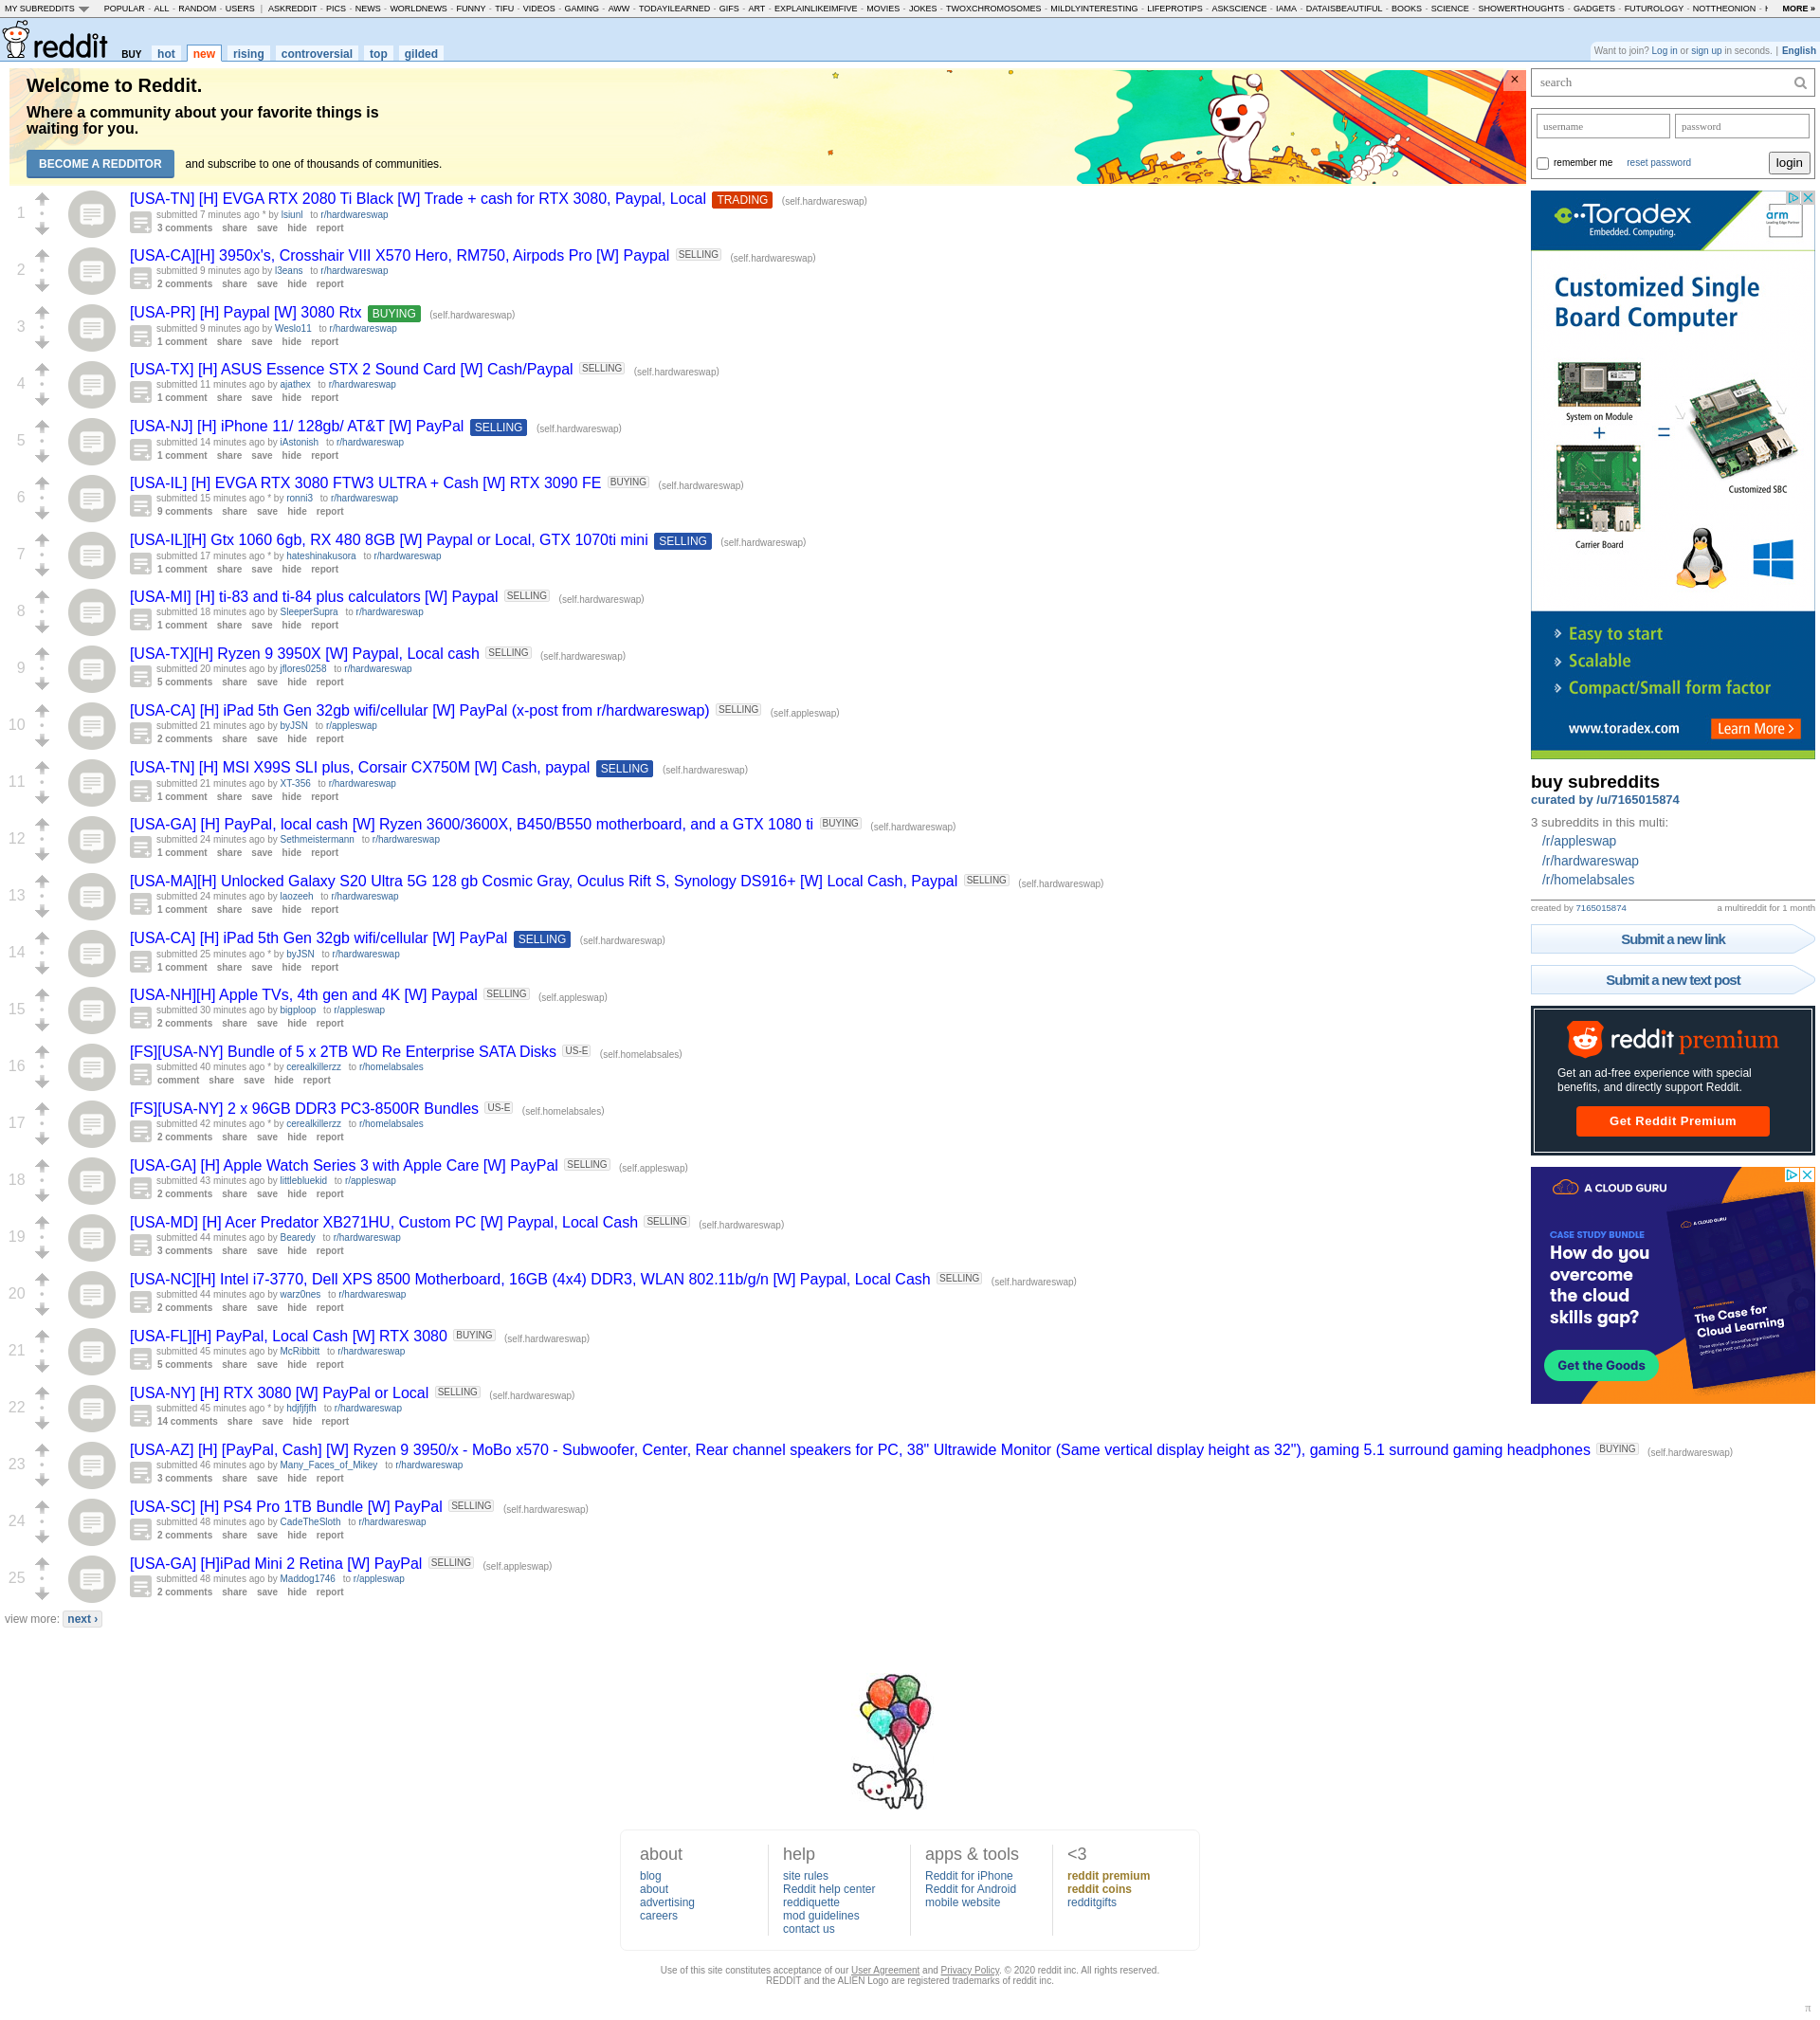 MY SUBREDDITS POPULAR - ALL - RANDOM - USERS | ASKREDDIT - PICS - NEWS - WORLDNEWS - FUNNY - TIFU - VIDEOS - GAMING - AWW - TODAYILEARNED - GIFS - ART - EXPLAINLIKEIMFIVE - MOVIES - JOKES - TWOXCHROMOSOMES - MILDLYINTERESTING - LIFEPROTIPS - ASKSCIENCE - IAMA - DATAISBEAUTIFUL - BOOKS - SCIENCE - SHOWERTHOUGHTS - GADGETS - FUTUROLOGY - NOTTHEONION - MORE »
reddit BUY hot new rising controversial top gilded
Want to join? Log in or sign up in seconds. | English
Welcome to Reddit.
Where a community about your favorite things is
waiting for you.
BECOME A REDDITOR and subscribe to one of thousands of communities.
×
1
[USA-TN] [H] EVGA RTX 2080 Ti Black [W] Trade + cash for RTX 3080, Paypal, Local TRADING (self.hardwareswap)
submitted 7 minutes ago * by lsiunl to r/hardwareswap
3 comments share save hide report
2
[USA-CA][H] 3950x's, Crosshair VIII X570 Hero, RM750, Airpods Pro [W] Paypal SELLING (self.hardwareswap)
submitted 9 minutes ago by l3eans to r/hardwareswap
2 comments share save hide report
3
[USA-PR] [H] Paypal [W] 3080 Rtx BUYING (self.hardwareswap)
submitted 9 minutes ago by Weslo11 to r/hardwareswap
1 comment share save hide report
4
[USA-TX] [H] ASUS Essence STX 2 Sound Card [W] Cash/Paypal SELLING (self.hardwareswap)
submitted 11 minutes ago by ajathex to r/hardwareswap
1 comment share save hide report
5
[USA-NJ] [H] iPhone 11/ 128gb/ AT&T [W] PayPal SELLING (self.hardwareswap)
submitted 14 minutes ago by iAstonish to r/hardwareswap
1 comment share save hide report
6
[USA-IL] [H] EVGA RTX 3080 FTW3 ULTRA + Cash [W] RTX 3090 FE BUYING (self.hardwareswap)
submitted 15 minutes ago * by ronni3 to r/hardwareswap
9 comments share save hide report
7
[USA-IL][H] Gtx 1060 6gb, RX 480 8GB [W] Paypal or Local, GTX 1070ti mini SELLING (self.hardwareswap)
submitted 17 minutes ago * by hateshinakusora to r/hardwareswap
1 comment share save hide report
8
[USA-MI] [H] ti-83 and ti-84 plus calculators [W] Paypal SELLING (self.hardwareswap)
submitted 18 minutes ago by SleeperSupra to r/hardwareswap
1 comment share save hide report
9
[USA-TX][H] Ryzen 9 3950X [W] Paypal, Local cash SELLING (self.hardwareswap)
submitted 20 minutes ago by jflores0258 to r/hardwareswap
5 comments share save hide report
10
[USA-CA] [H] iPad 5th Gen 32gb wifi/cellular [W] PayPal (x-post from r/hardwareswap) SELLING (self.appleswap)
submitted 21 minutes ago by byJSN to r/appleswap
2 comments share save hide report
11
[USA-TN] [H] MSI X99S SLI plus, Corsair CX750M [W] Cash, paypal SELLING (self.hardwareswap)
submitted 21 minutes ago by XT-356 to r/hardwareswap
1 comment share save hide report
12
[USA-GA] [H] PayPal, local cash [W] Ryzen 3600/3600X, B450/B550 motherboard, and a GTX 1080 ti BUYING (self.hardwareswap)
submitted 24 minutes ago by Sethmeistermann to r/hardwareswap
1 comment share save hide report
13
[USA-MA][H] Unlocked Galaxy S20 Ultra 5G 128 gb Cosmic Gray, Oculus Rift S, Synology DS916+ [W] Local Cash, Paypal SELLING (self.hardwareswap)
submitted 24 minutes ago by laozeeh to r/hardwareswap
1 comment share save hide report
14
[USA-CA] [H] iPad 5th Gen 32gb wifi/cellular [W] PayPal SELLING (self.hardwareswap)
submitted 25 minutes ago * by byJSN to r/hardwareswap
1 comment share save hide report
15
[USA-NH][H] Apple TVs, 4th gen and 4K [W] Paypal SELLING (self.appleswap)
submitted 30 minutes ago by bigploop to r/appleswap
2 comments share save hide report
16
[FS][USA-NY] Bundle of 5 x 2TB WD Re Enterprise SATA Disks US-E (self.homelabsales)
submitted 40 minutes ago * by cerealkillerzz to r/homelabsales
comment share save hide report
17
[FS][USA-NY] 2 x 96GB DDR3 PC3-8500R Bundles US-E (self.homelabsales)
submitted 42 minutes ago * by cerealkillerzz to r/homelabsales
2 comments share save hide report
18
[USA-GA] [H] Apple Watch Series 3 with Apple Care [W] PayPal SELLING (self.appleswap)
submitted 43 minutes ago by littlebluekid to r/appleswap
2 comments share save hide report
19
[USA-MD] [H] Acer Predator XB271HU, Custom PC [W] Paypal, Local Cash SELLING (self.hardwareswap)
submitted 44 minutes ago by Bearedy to r/hardwareswap
3 comments share save hide report
20
[USA-NC][H] Intel i7-3770, Dell XPS 8500 Motherboard, 16GB (4x4) DDR3, WLAN 802.11b/g/n [W] Paypal, Local Cash SELLING (self.hardwareswap)
submitted 44 minutes ago by warz0nes to r/hardwareswap
2 comments share save hide report
21
[USA-FL][H] PayPal, Local Cash [W] RTX 3080 BUYING (self.hardwareswap)
submitted 45 minutes ago by McRibbitt to r/hardwareswap
5 comments share save hide report
22
[USA-NY] [H] RTX 3080 [W] PayPal or Local SELLING (self.hardwareswap)
submitted 45 minutes ago * by hdjfjfjfh to r/hardwareswap
14 comments share save hide report
23
[USA-AZ] [H] [PayPal, Cash] [W] Ryzen 9 3950/x - MoBo x570 - Subwoofer, Center, Rear channel speakers for PC, 38" Ultrawide Monitor (Same vertical display height as 32"), gaming 5.1 surround gaming headphones BUYING (self.hardwareswap)
submitted 46 minutes ago by Many_Faces_of_Mikey to r/hardwareswap
3 comments share save hide report
24
[USA-SC] [H] PS4 Pro 1TB Bundle [W] PayPal SELLING (self.hardwareswap)
submitted 48 minutes ago by CadeTheSloth to r/hardwareswap
2 comments share save hide report
25
[USA-GA] [H]iPad Mini 2 Retina [W] PayPal SELLING (self.appleswap)
submitted 48 minutes ago by Maddog1746 to r/appleswap
2 comments share save hide report
view more: next ›
search
username password
remember me reset password login
Toradex
Embedded. Computing.
arm
Customized Single
Board Computer
System on Module
+
=
Customized SBC
Carrier Board
Easy to start
Scalable
Compact/Small form factor
www.toradex.com Learn More >
buy subreddits
curated by /u/7165015874
3 subreddits in this multi:
/r/appleswap
/r/hardwareswap
/r/homelabsales
created by 7165015874 a multireddit for 1 month
Submit a new link
Submit a new text post
reddit premium
Get an ad-free experience with special
benefits, and directly support Reddit.
Get Reddit Premium
A CLOUD GURU
A CLOUD GURU
CASE STUDY BUNDLE
How do you
overcome
the cloud
skills gap?
The Case for
Cloud Learning
Get the Goods
about
blog
about
advertising
careers
help
site rules
Reddit help center
reddiquette
mod guidelines
contact us
apps & tools
Reddit for iPhone
Reddit for Android
mobile website
<3
reddit premium
reddit coins
redditgifts
Use of this site constitutes acceptance of our User Agreement and Privacy Policy. © 2020 reddit inc. All rights reserved.
REDDIT and the ALIEN Logo are registered trademarks of reddit inc.
π